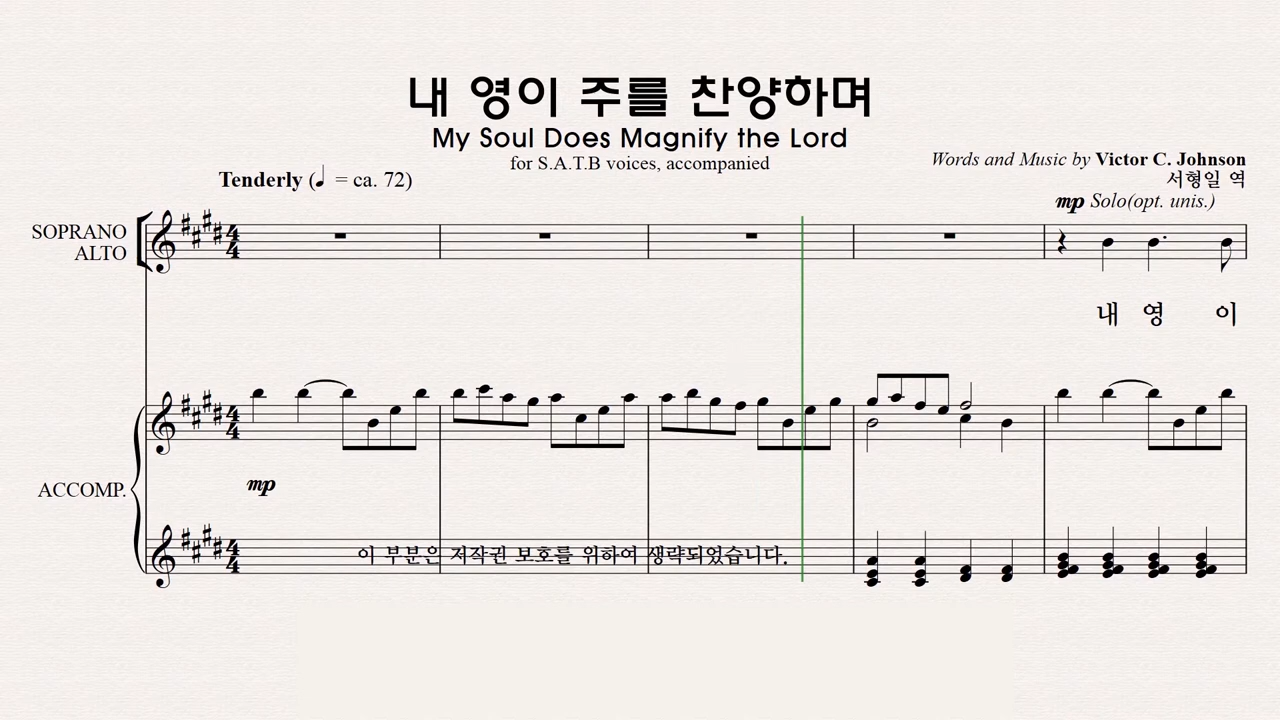 내 영이 주를 찬양하며
My Soul Does Magnify the Lord
for S.A.T.B voices, accompanied
Words and Music by Victor C. Johnson
서형일 역
Tenderly (♩ = ca. 72)
mp Solo(opt. unis.)
SOPRANO
ALTO
내 영 이
mp
ACCOMP.
이 부분은 저작권 보호를 위하여 생략되었습니다.